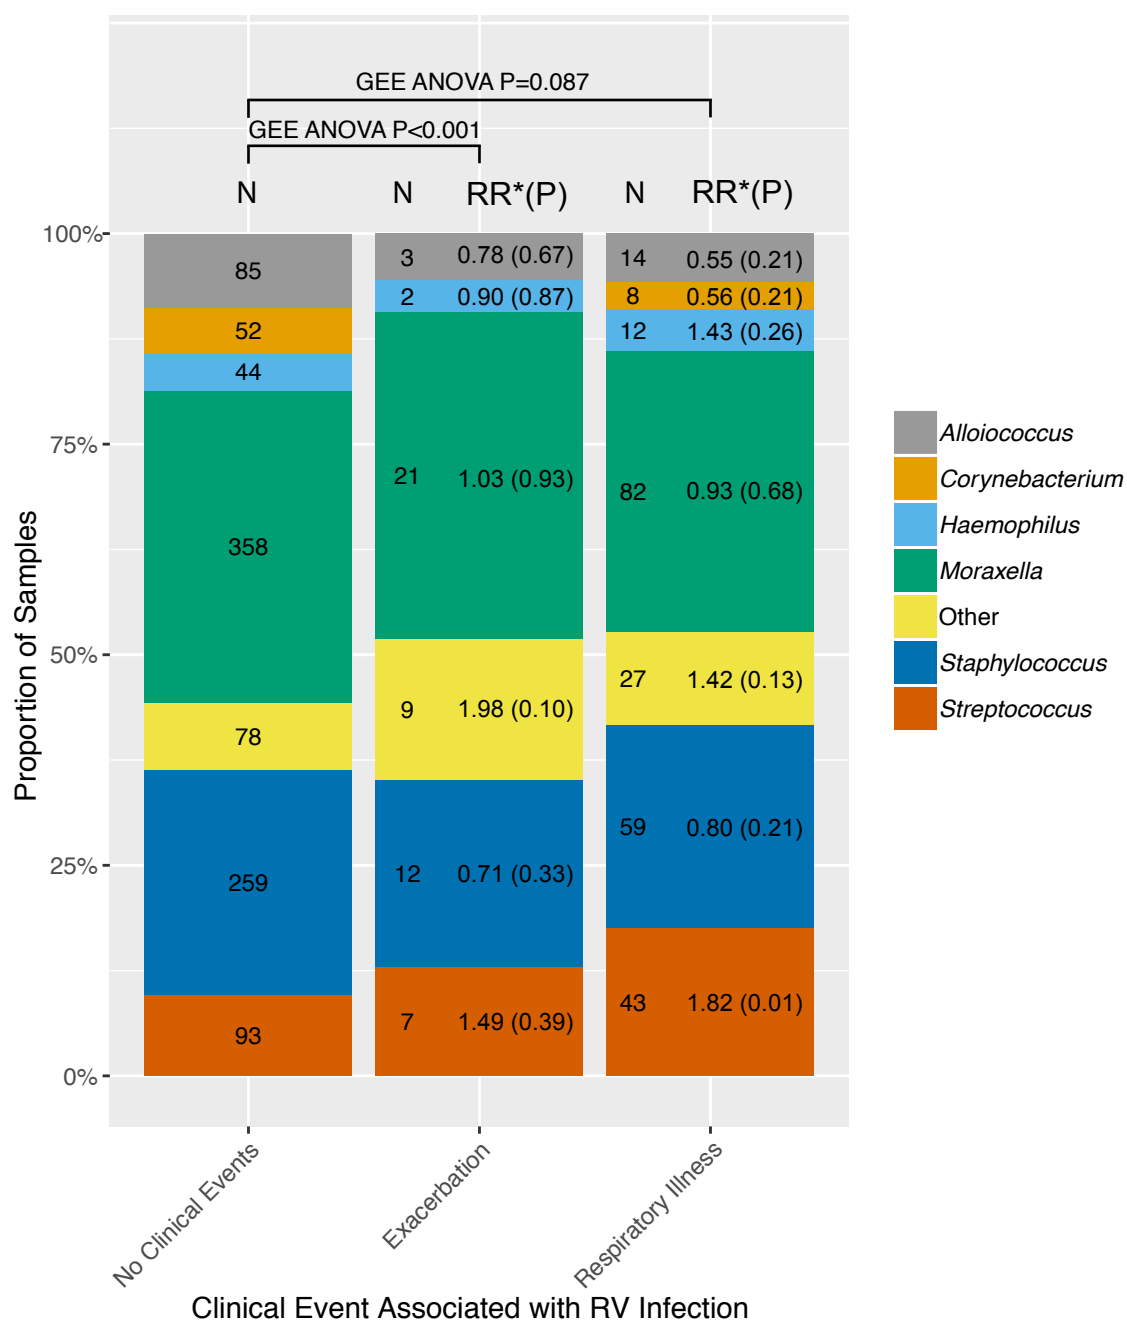 GEE ANOVA P=0.087
GEE ANOVA P<0.001
N N RR*(P) N RR*(P)
100%
75%
50%
25%
0%
Proportion of Samples
85
52
44
358
78
259
93
3 0.78 (0.67)
2 0.90 (0.87)
21 1.03 (0.93)
9 1.98 (0.10)
12 0.71 (0.33)
7 1.49 (0.39)
14 0.55 (0.21)
8 0.56 (0.21)
12 1.43 (0.26)
82 0.93 (0.68)
27 1.42 (0.13)
59 0.80 (0.21)
43 1.82 (0.01)
Alloiococcus
Corynebacterium
Haemophilus
Moraxella
Other
Staphylococcus
Streptococcus
No Clinical Events
Exacerbation
Respiratory Illness
Clinical Event Associated with RV Infection